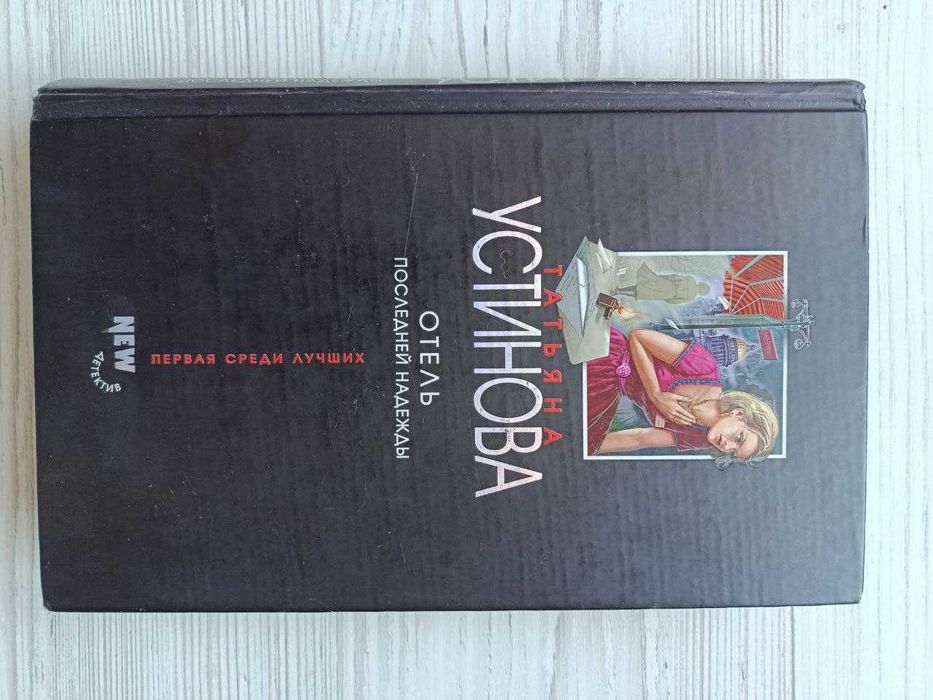 ТАТЬЯНА
УСТИНОВА
ОТЕЛЬ
ПОСЛЕДНЕЙ НАДЕЖДЫ
ПЕРВАЯ СРЕДИ ЛУЧШИХ
NEW
ДЕТЕКТИВ